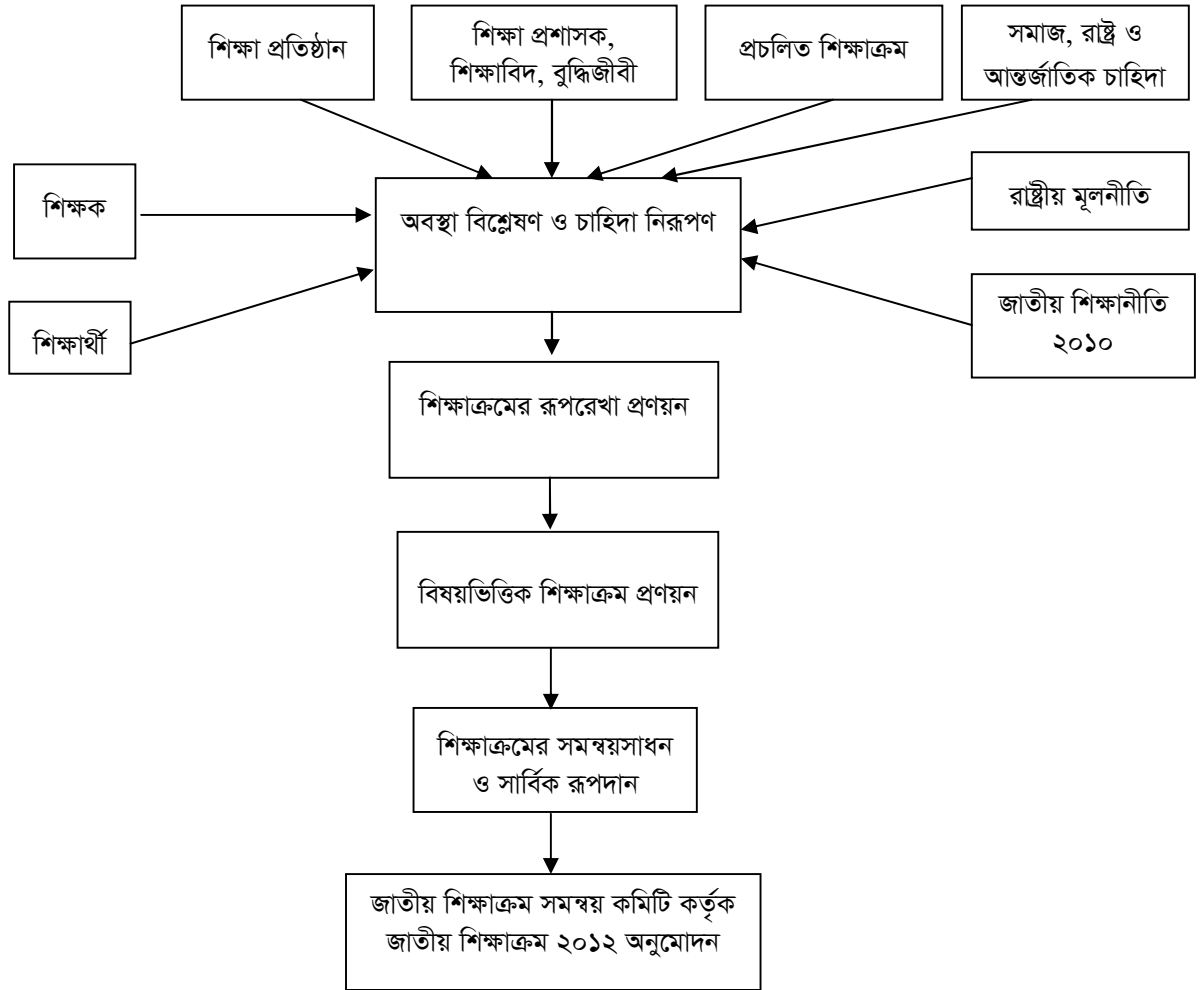 শিক্ষা প্রতিষ্ঠান
শিক্ষা প্রশাসক,
শিক্ষাবিদ, বুদ্ধিজীবী
প্রচলিত শিক্ষাক্রম
সমাজ, রাষ্ট্র ও
আন্তর্জাতিক চাহিদা
শিক্ষক
অবস্থা বিশ্লেষণ ও চাহিদা নিরূপণ
রাষ্ট্রীয় মূলনীতি
শিক্ষার্থী
জাতীয় শিক্ষানীতি
২০১০
শিক্ষাক্রমের রূপরেখা প্রণয়ন
বিষয়ভিত্তিক শিক্ষাক্রম প্রণয়ন
শিক্ষাক্রমের সমন্বয়সাধন
ও সার্বিক রূপদান
জাতীয় শিক্ষাক্রম সমন্বয় কমিটি কর্তৃক
জাতীয় শিক্ষাক্রম ২০১২ অনুমোদন